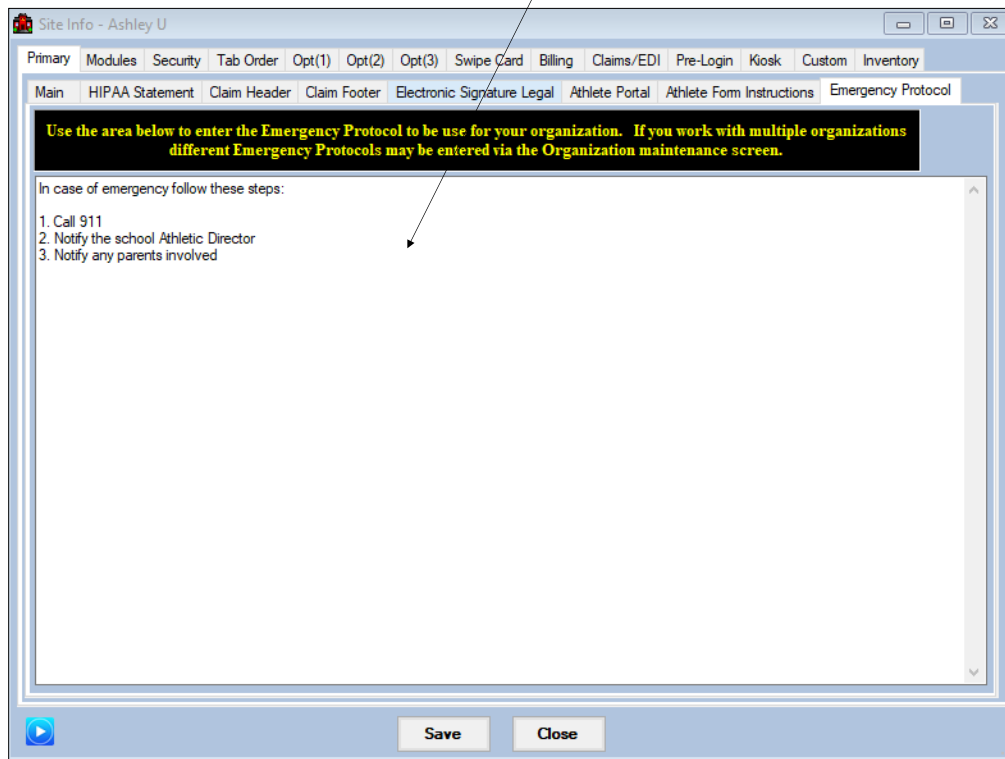 Site Info - Ashley U
Primary Modules Security Tab Order Opt(1) Opt(2) Opt(3) Swipe Card Billing Claims/EDI Pre-Login Kiosk Custom Inventory
Main HIPAA Statement Claim Header Claim Footer Electronic Signature Legal Athlete Portal Athlete Form Instructions Emergency Protocol
Use the area below to enter the Emergency Protocol to be use for your organization. If you work with multiple organizations
different Emergency Protocols may be entered via the Organization maintenance screen.
In case of emergency follow these steps:
1. Call 911
2. Notify the school Athletic Director
3. Notify any parents involved
Save Close